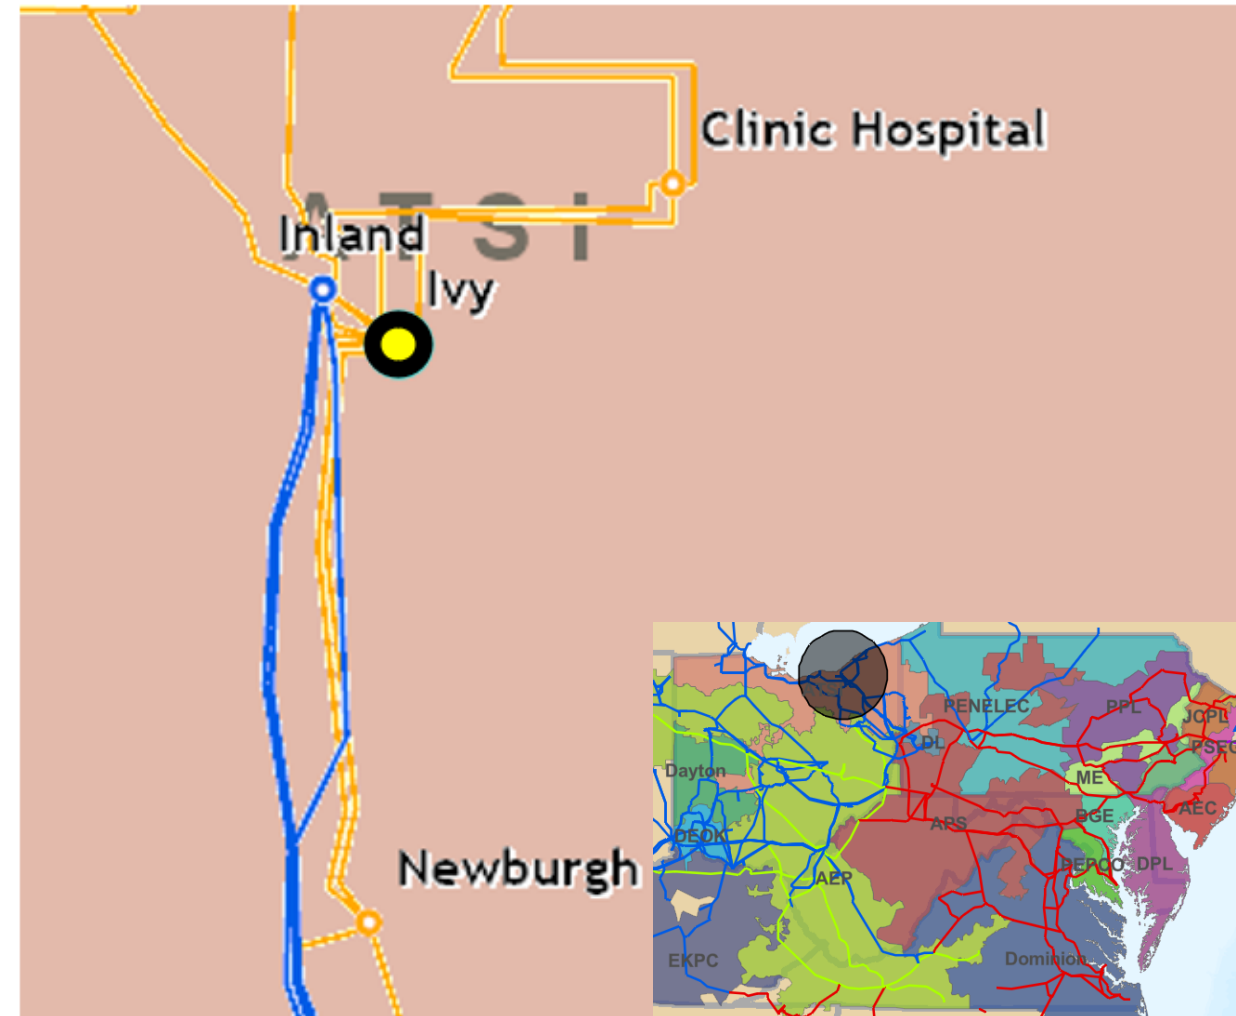 Clinic Hospital
ATSI
Inland
Ivy
Newburgh
PENELEC
PPL
JCPL
DL
PSEG
Dayton
ME
AEC
APS
BGE
DEOK
PEPCO
DPL
AEP
EKPC
Dominion